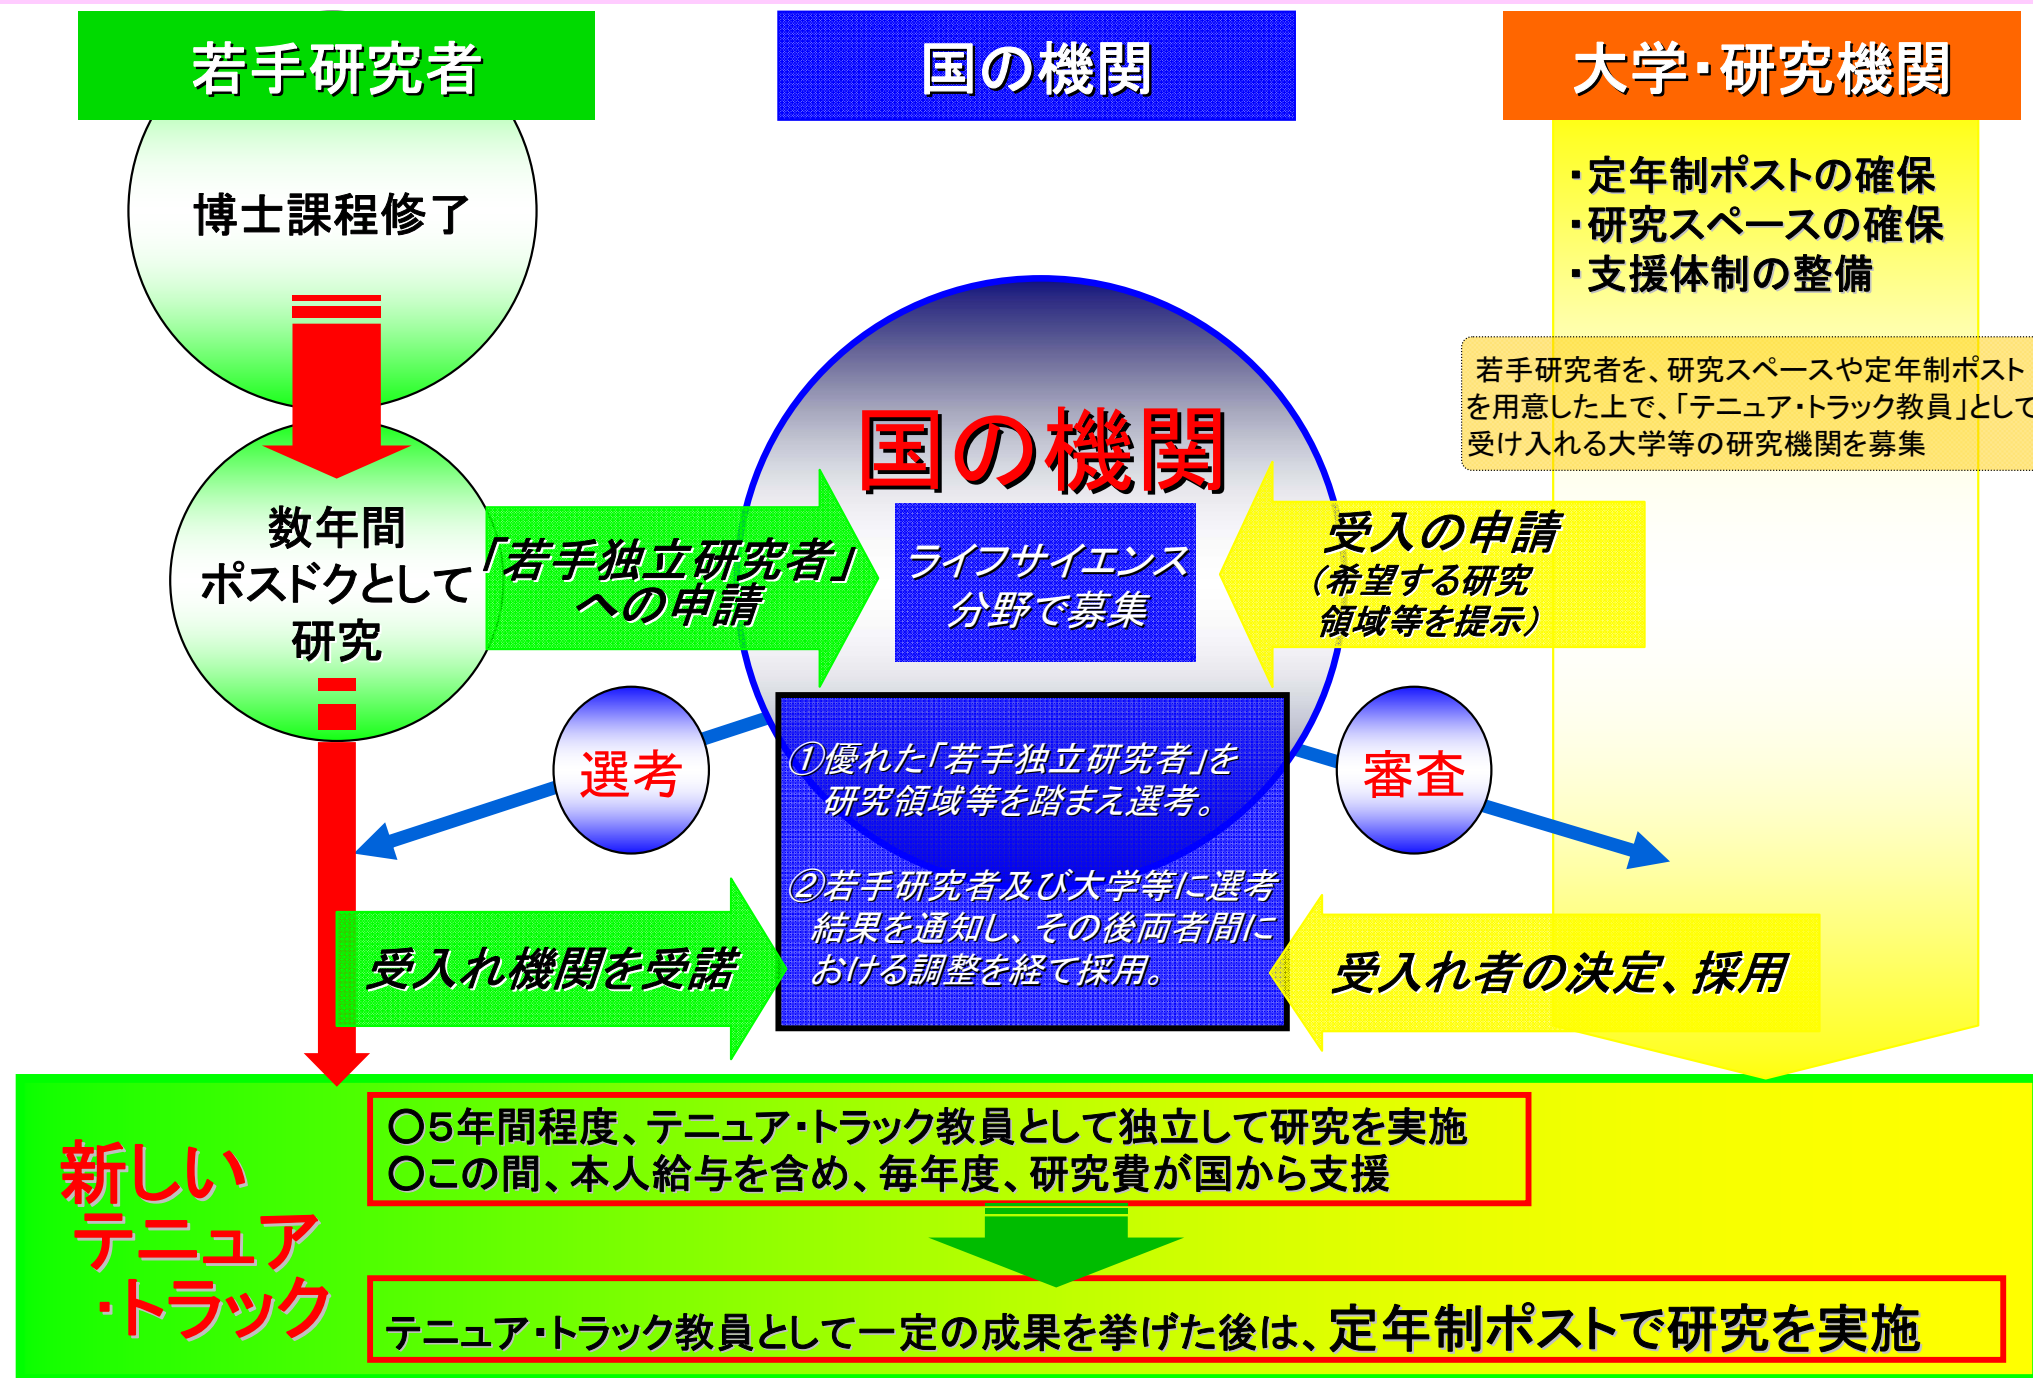 若手研究者
国の機関
大学・研究機関
博士課程修了
・定年制ポストの確保
・研究スペースの確保
・支援体制の整備
若手研究者を、研究スペースや定年制ポスト
を用意した上で、「テニュア・トラック教員」として
受け入れる大学等の研究機関を募集
国の機関
数年間
ポスドクとして
研究
「若手独立研究者」
への申請
ライフサイエンス
分野で募集
受入の申請
（希望する研究
領域等を提示）
選考
審査
①優れた「若手独立研究者」を
研究領域等を踏まえ選考。
②若手研究者及び大学等に選考
結果を通知し、その後両者間に
おける調整を経て採用。
受入れ機関を受諾
受入れ者の決定、採用
新しい
テニュア
・トラック
○５年間程度、テニュア・トラック教員として独立して研究を実施
○この間、本人給与を含め、毎年度、研究費が国から支援
テニュア・トラック教員として一定の成果を挙げた後は、定年制ポストで研究を実施